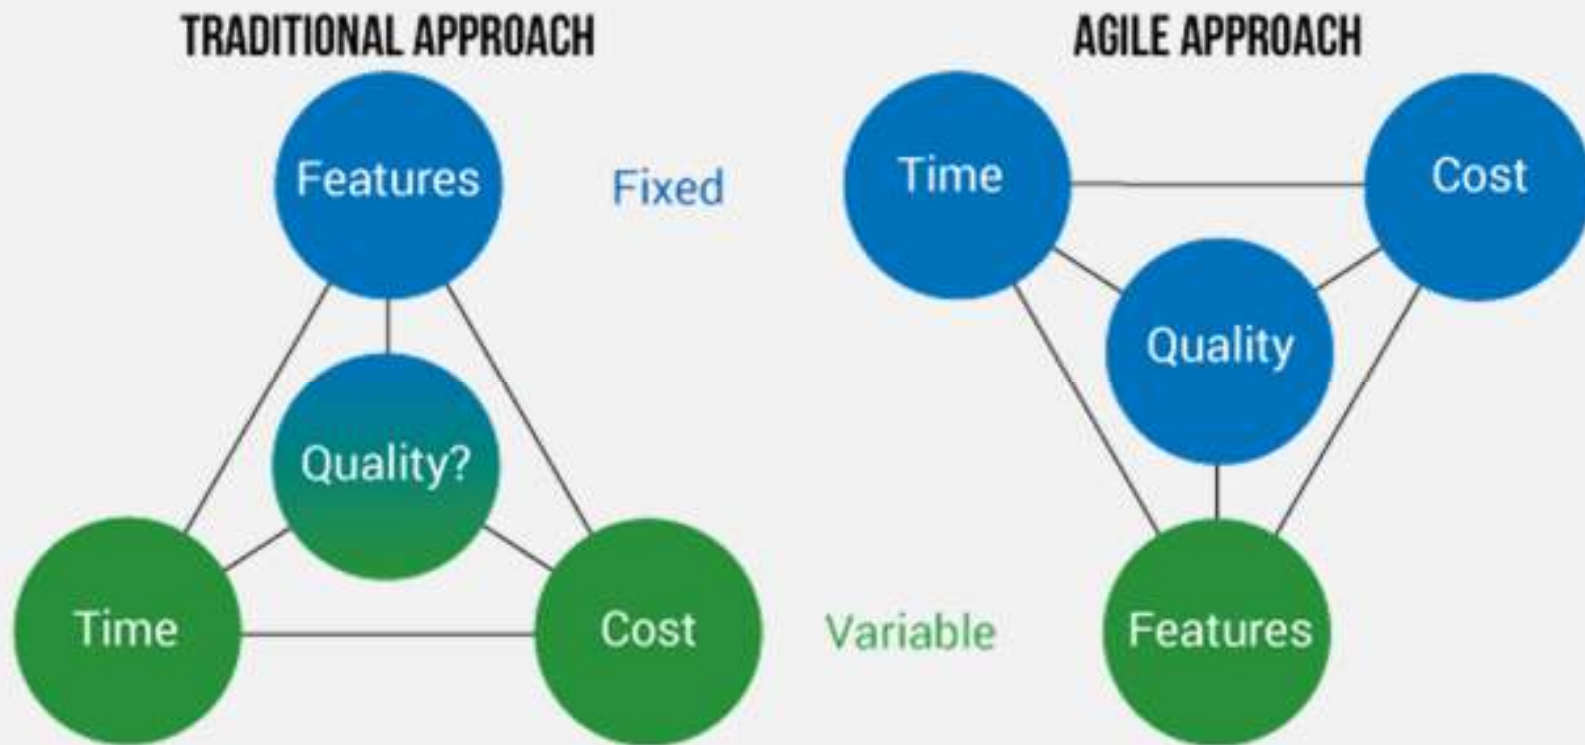 TRADITIONAL APPROACH
Features
Quality?
Time
Cost
Fixed
Variable
AGILE APPROACH
Time
Cost
Quality
Features